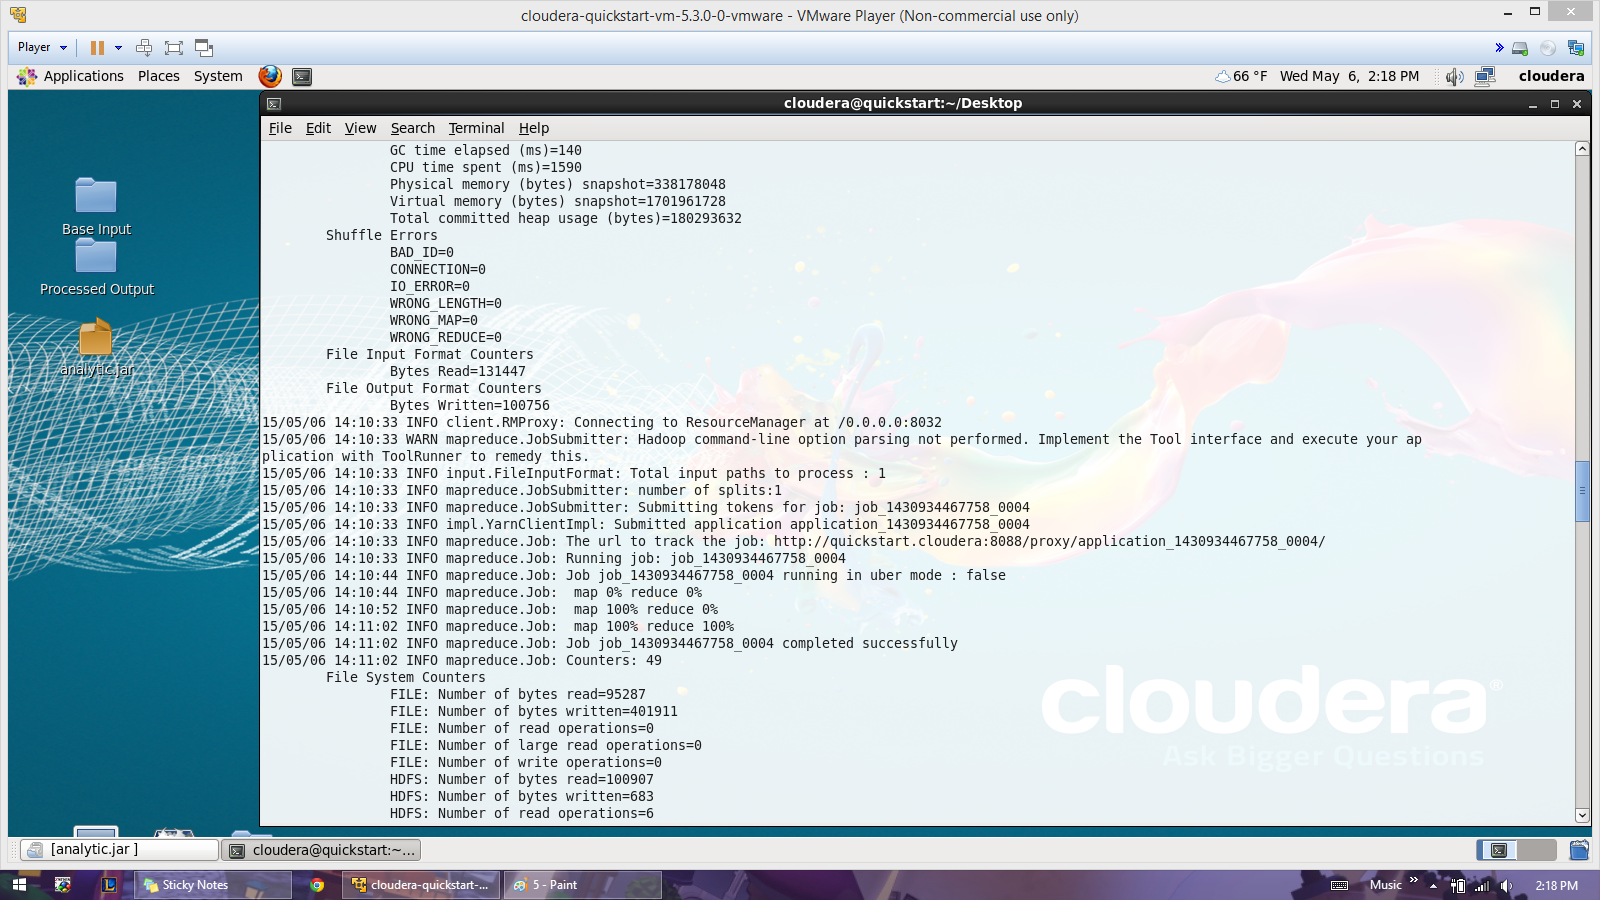 cloudera-quickstart-vm-5.3.0-0-vmware - VMware Player (Non-commercial use only)
Player
Applications Places System 66 °F Wed May 6, 2:18 PM cloudera
cloudera@quickstart:~/Desktop
File Edit View Search Terminal Help
GC time elapsed (ms)=140
CPU time spent (ms)=1590
Physical memory (bytes) snapshot=338178048
Virtual memory (bytes) snapshot=1701961728
Total committed heap usage (bytes)=180293632
Shuffle Errors
BAD_ID=0
CONNECTION=0
IO_ERROR=0
WRONG_LENGTH=0
WRONG_MAP=0
WRONG_REDUCE=0
File Input Format Counters
Bytes Read=131447
File Output Format Counters
Bytes Written=100756
15/05/06 14:10:33 INFO client.RMProxy: Connecting to ResourceManager at /0.0.0.0:8032
15/05/06 14:10:33 WARN mapreduce.JobSubmitter: Hadoop command-line option parsing not performed. Implement the Tool interface and execute your ap
plication with ToolRunner to remedy this.
15/05/06 14:10:33 INFO input.FileInputFormat: Total input paths to process : 1
15/05/06 14:10:33 INFO mapreduce.JobSubmitter: number of splits:1
15/05/06 14:10:33 INFO mapreduce.JobSubmitter: Submitting tokens for job: job_1430934467758_0004
15/05/06 14:10:33 INFO impl.YarnClientImpl: Submitted application application_1430934467758_0004
15/05/06 14:10:33 INFO mapreduce.Job: The url to track the job: http://quickstart.cloudera:8088/proxy/application_1430934467758_0004/
15/05/06 14:10:33 INFO mapreduce.Job: Running job: job_1430934467758_0004
15/05/06 14:10:44 INFO mapreduce.Job: Job job_1430934467758_0004 running in uber mode : false
15/05/06 14:10:44 INFO mapreduce.Job:  map 0% reduce 0%
15/05/06 14:10:52 INFO mapreduce.Job:  map 100% reduce 0%
15/05/06 14:11:02 INFO mapreduce.Job:  map 100% reduce 100%
15/05/06 14:11:02 INFO mapreduce.Job: Job job_1430934467758_0004 completed successfully
15/05/06 14:11:02 INFO mapreduce.Job: Counters: 49
File System Counters
FILE: Number of bytes read=95287
FILE: Number of bytes written=401911
FILE: Number of read operations=0
FILE: Number of large read operations=0
FILE: Number of write operations=0
HDFS: Number of bytes read=100907
HDFS: Number of bytes written=683
HDFS: Number of read operations=6
Base Input
Processed Output
analytic.jar
cloudera®
Ask Bigger Questions
[analytic.jar ] cloudera@quickstart:~...
Sticky Notes cloudera-quickstart-... 5 - Paint Music 2:18 PM